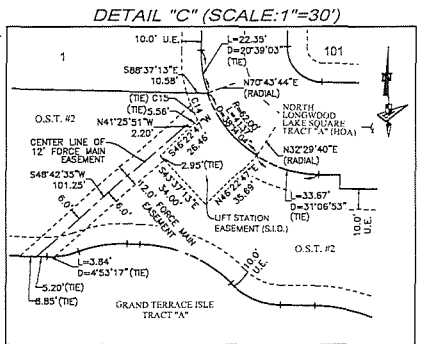 DETAIL "C" (SCALE:1"=30')
10.0' U.E.
L=22.35'
D=20°39'03"
(TIE)
1
101
S88°37'13"E
10.58'
N70°43'44"E
(RADIAL)
(TIE) C15
(TIE) 5.56'
C14
O.S.T. #2
N41°25'51"W
2.20'
S46°22'47"W
26.46'
R=62.00'
NORTH
LONGWOOD
LAKE SQUARE
TRACT "A" (HOA)
CENTER LINE OF
12' FORCE MAIN
EASEMENT
N32°29'40"E
(RADIAL)
2.95'(TIE)
S48°42'35"W
101.25'
S43°37'13"E
34.00'
N46°22'47"E
35.69'
L=33.67'
D=31°06'53"
(TIE)
6.0'
6.0'
12.0' FORCE MAIN
EASEMENT
LIFT STATION
EASEMENT (S.I.D.)
10.0'
U.E.
O.S.T. #2
10.0'
U.E.
L=3.84'
D=4°53'17"(TIE)
5.20'(TIE)
6.85'(TIE)
GRAND TERRACE ISLE
TRACT "A"